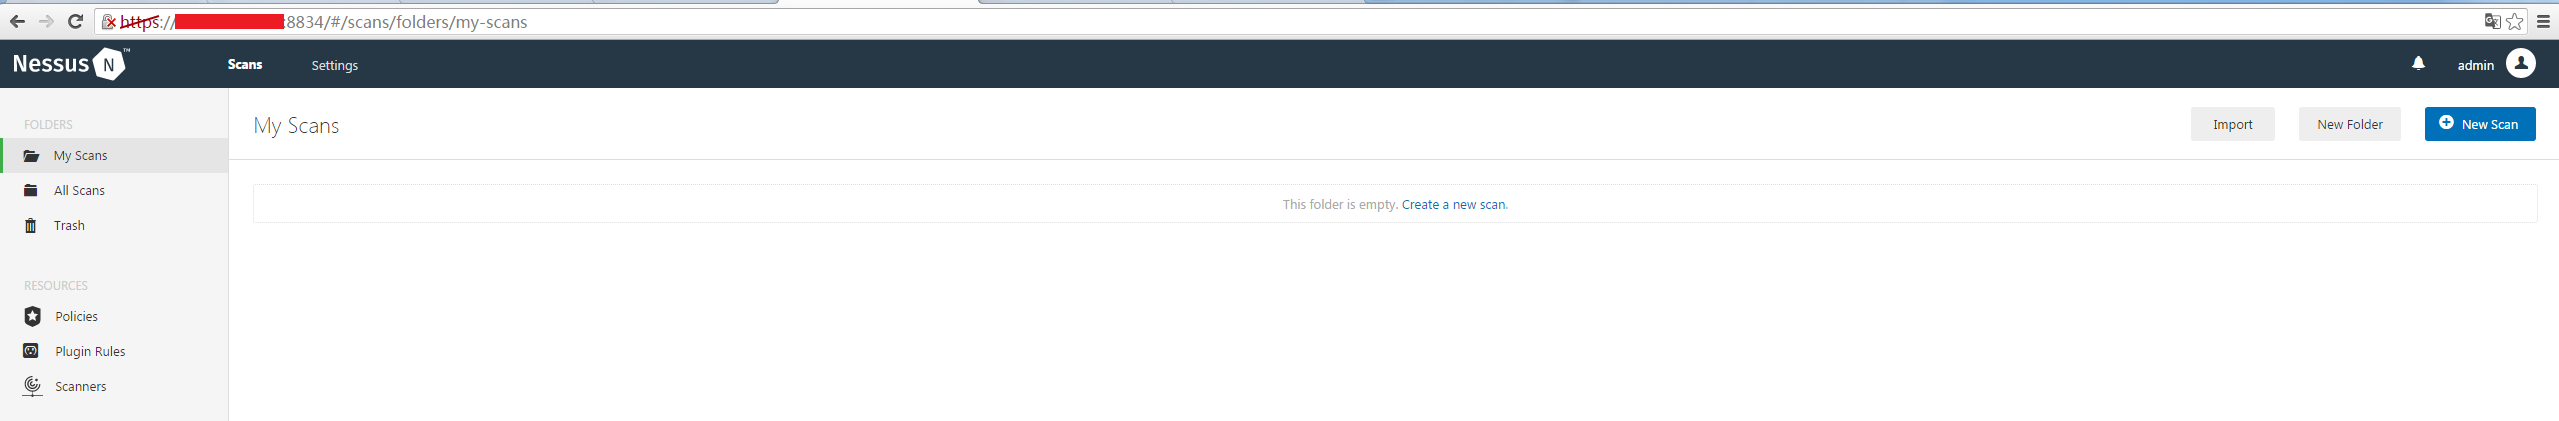 https:// :8834/#/scans/folders/my-scans
Nessus N ™ Scans Settings admin
FOLDERS
My Scans
All Scans
Trash
RESOURCES
Policies
Plugin Rules
Scanners
My Scans Import New Folder New Scan
This folder is empty. Create a new scan.